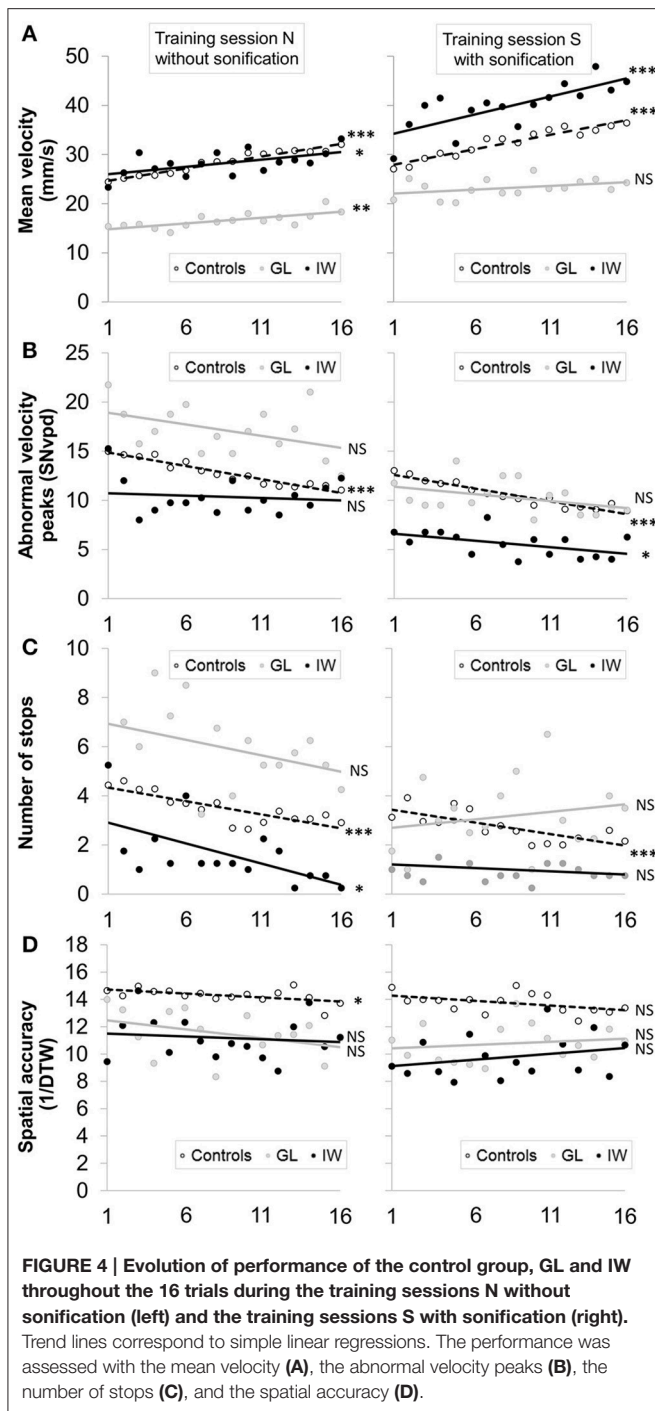 A
Training session N
without sonification
Training session S
with sonification
Mean velocity
(mm/s)
60
50
40
30
20
10
0
***
*
**
***
***
NS
Controls GL IW
Controls GL IW
1 6 11 16
1 6 11 16
B
Abnormal velocity
peaks (SNvpd)
25
20
15
10
5
0
Controls GL IW
Controls GL IW
NS
***
NS
NS
***
*
1 6 11 16
1 6 11 16
C
Number of stops
10
8
6
4
2
0
Controls GL IW
Controls GL IW
NS
***
*
NS
***
NS
1 6 11 16
1 6 11 16
D
Spatial accuracy
(1/DTW)
18
16
14
12
10
8
6
4
2
0
*
NS
NS
NS
NS
NS
Controls GL IW
Controls GL IW
1 6 11 16
1 6 11 16
FIGURE 4 | Evolution of performance of the control group, GL and IW
throughout the 16 trials during the training sessions N without
sonification (left) and the training sessions S with sonification (right).
Trend lines correspond to simple linear regressions. The performance was
assessed with the mean velocity (A), the abnormal velocity peaks (B), the
number of stops (C), and the spatial accuracy (D).